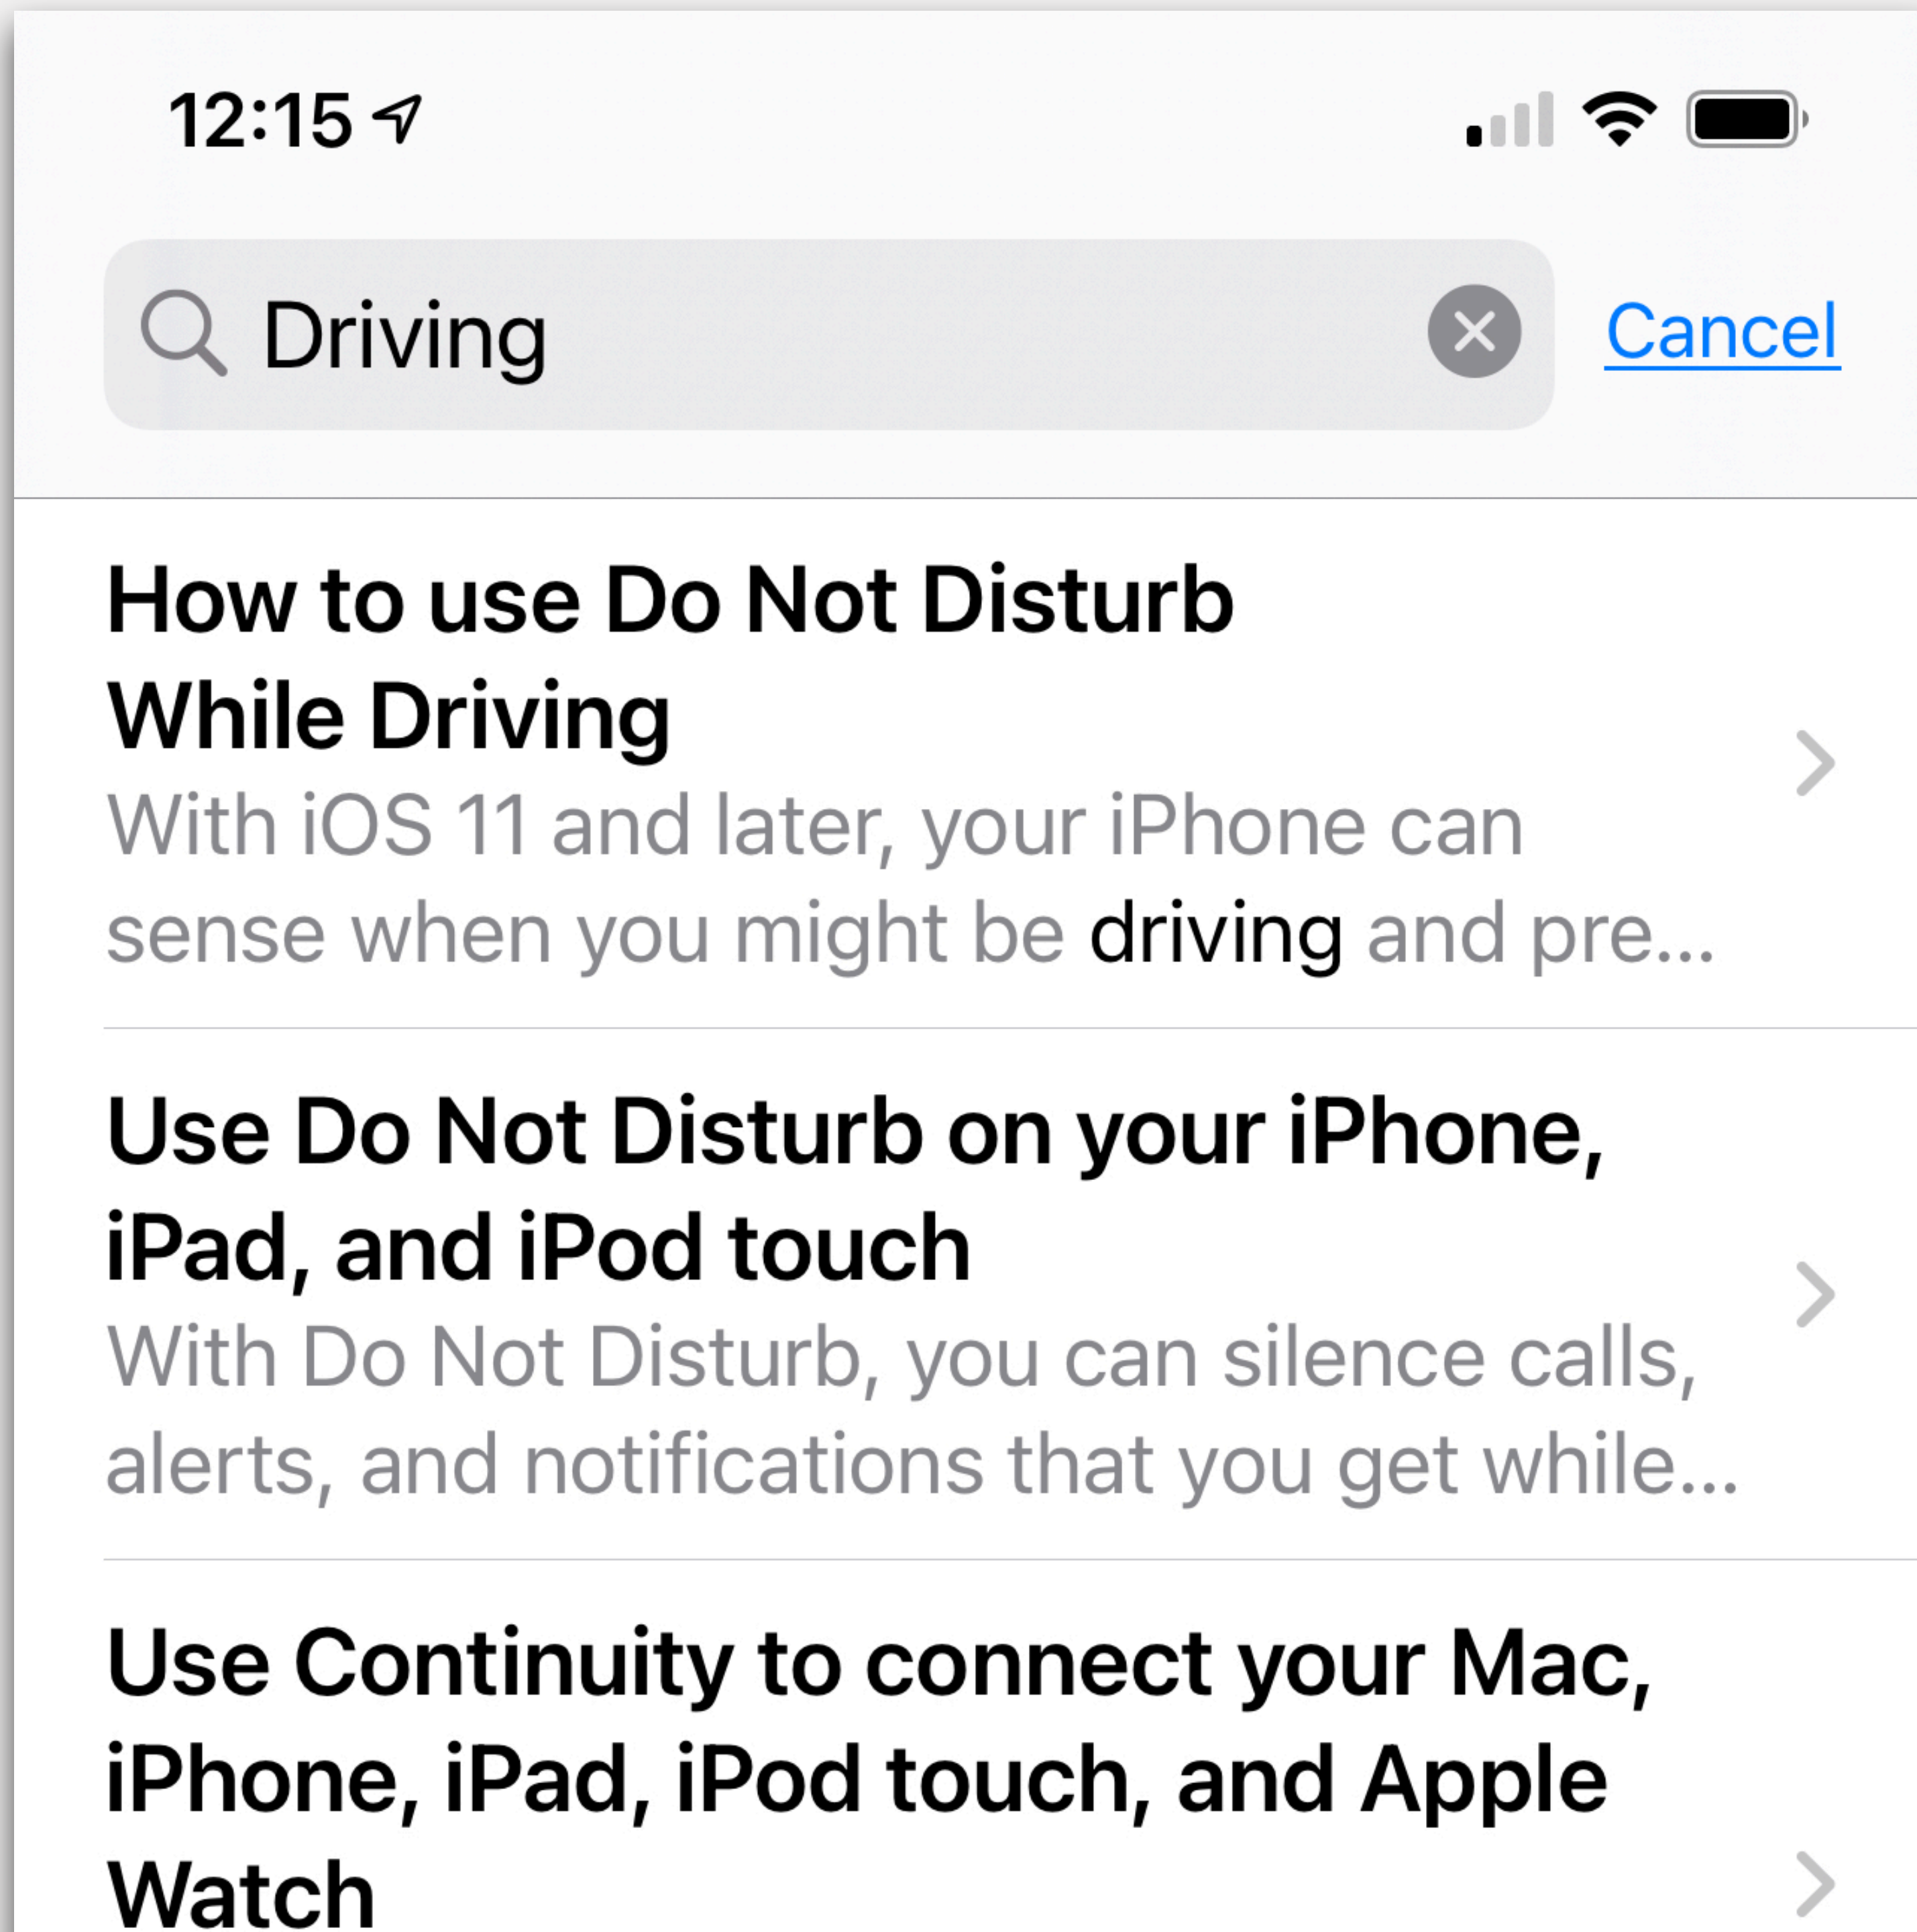 12:15
Driving
Cancel
How to use Do Not Disturb
While Driving
With iOS 11 and later, your iPhone can
sense when you might be driving and pre...
Use Do Not Disturb on your iPhone,
iPad, and iPod touch
With Do Not Disturb, you can silence calls,
alerts, and notifications that you get while...
Use Continuity to connect your Mac,
iPhone, iPad, iPod touch, and Apple
Watch